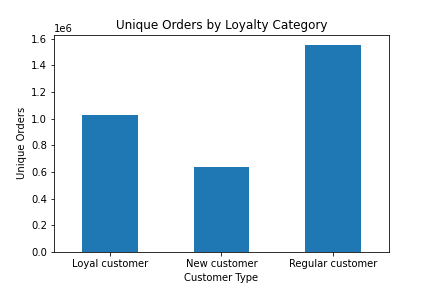 Unique Orders by Loyalty Category
1e6
1.6
1.4
1.2
1.0
0.8
0.6
0.4
0.2
0.0
Unique Orders
Loyal customer New customer Regular customer
Customer Type